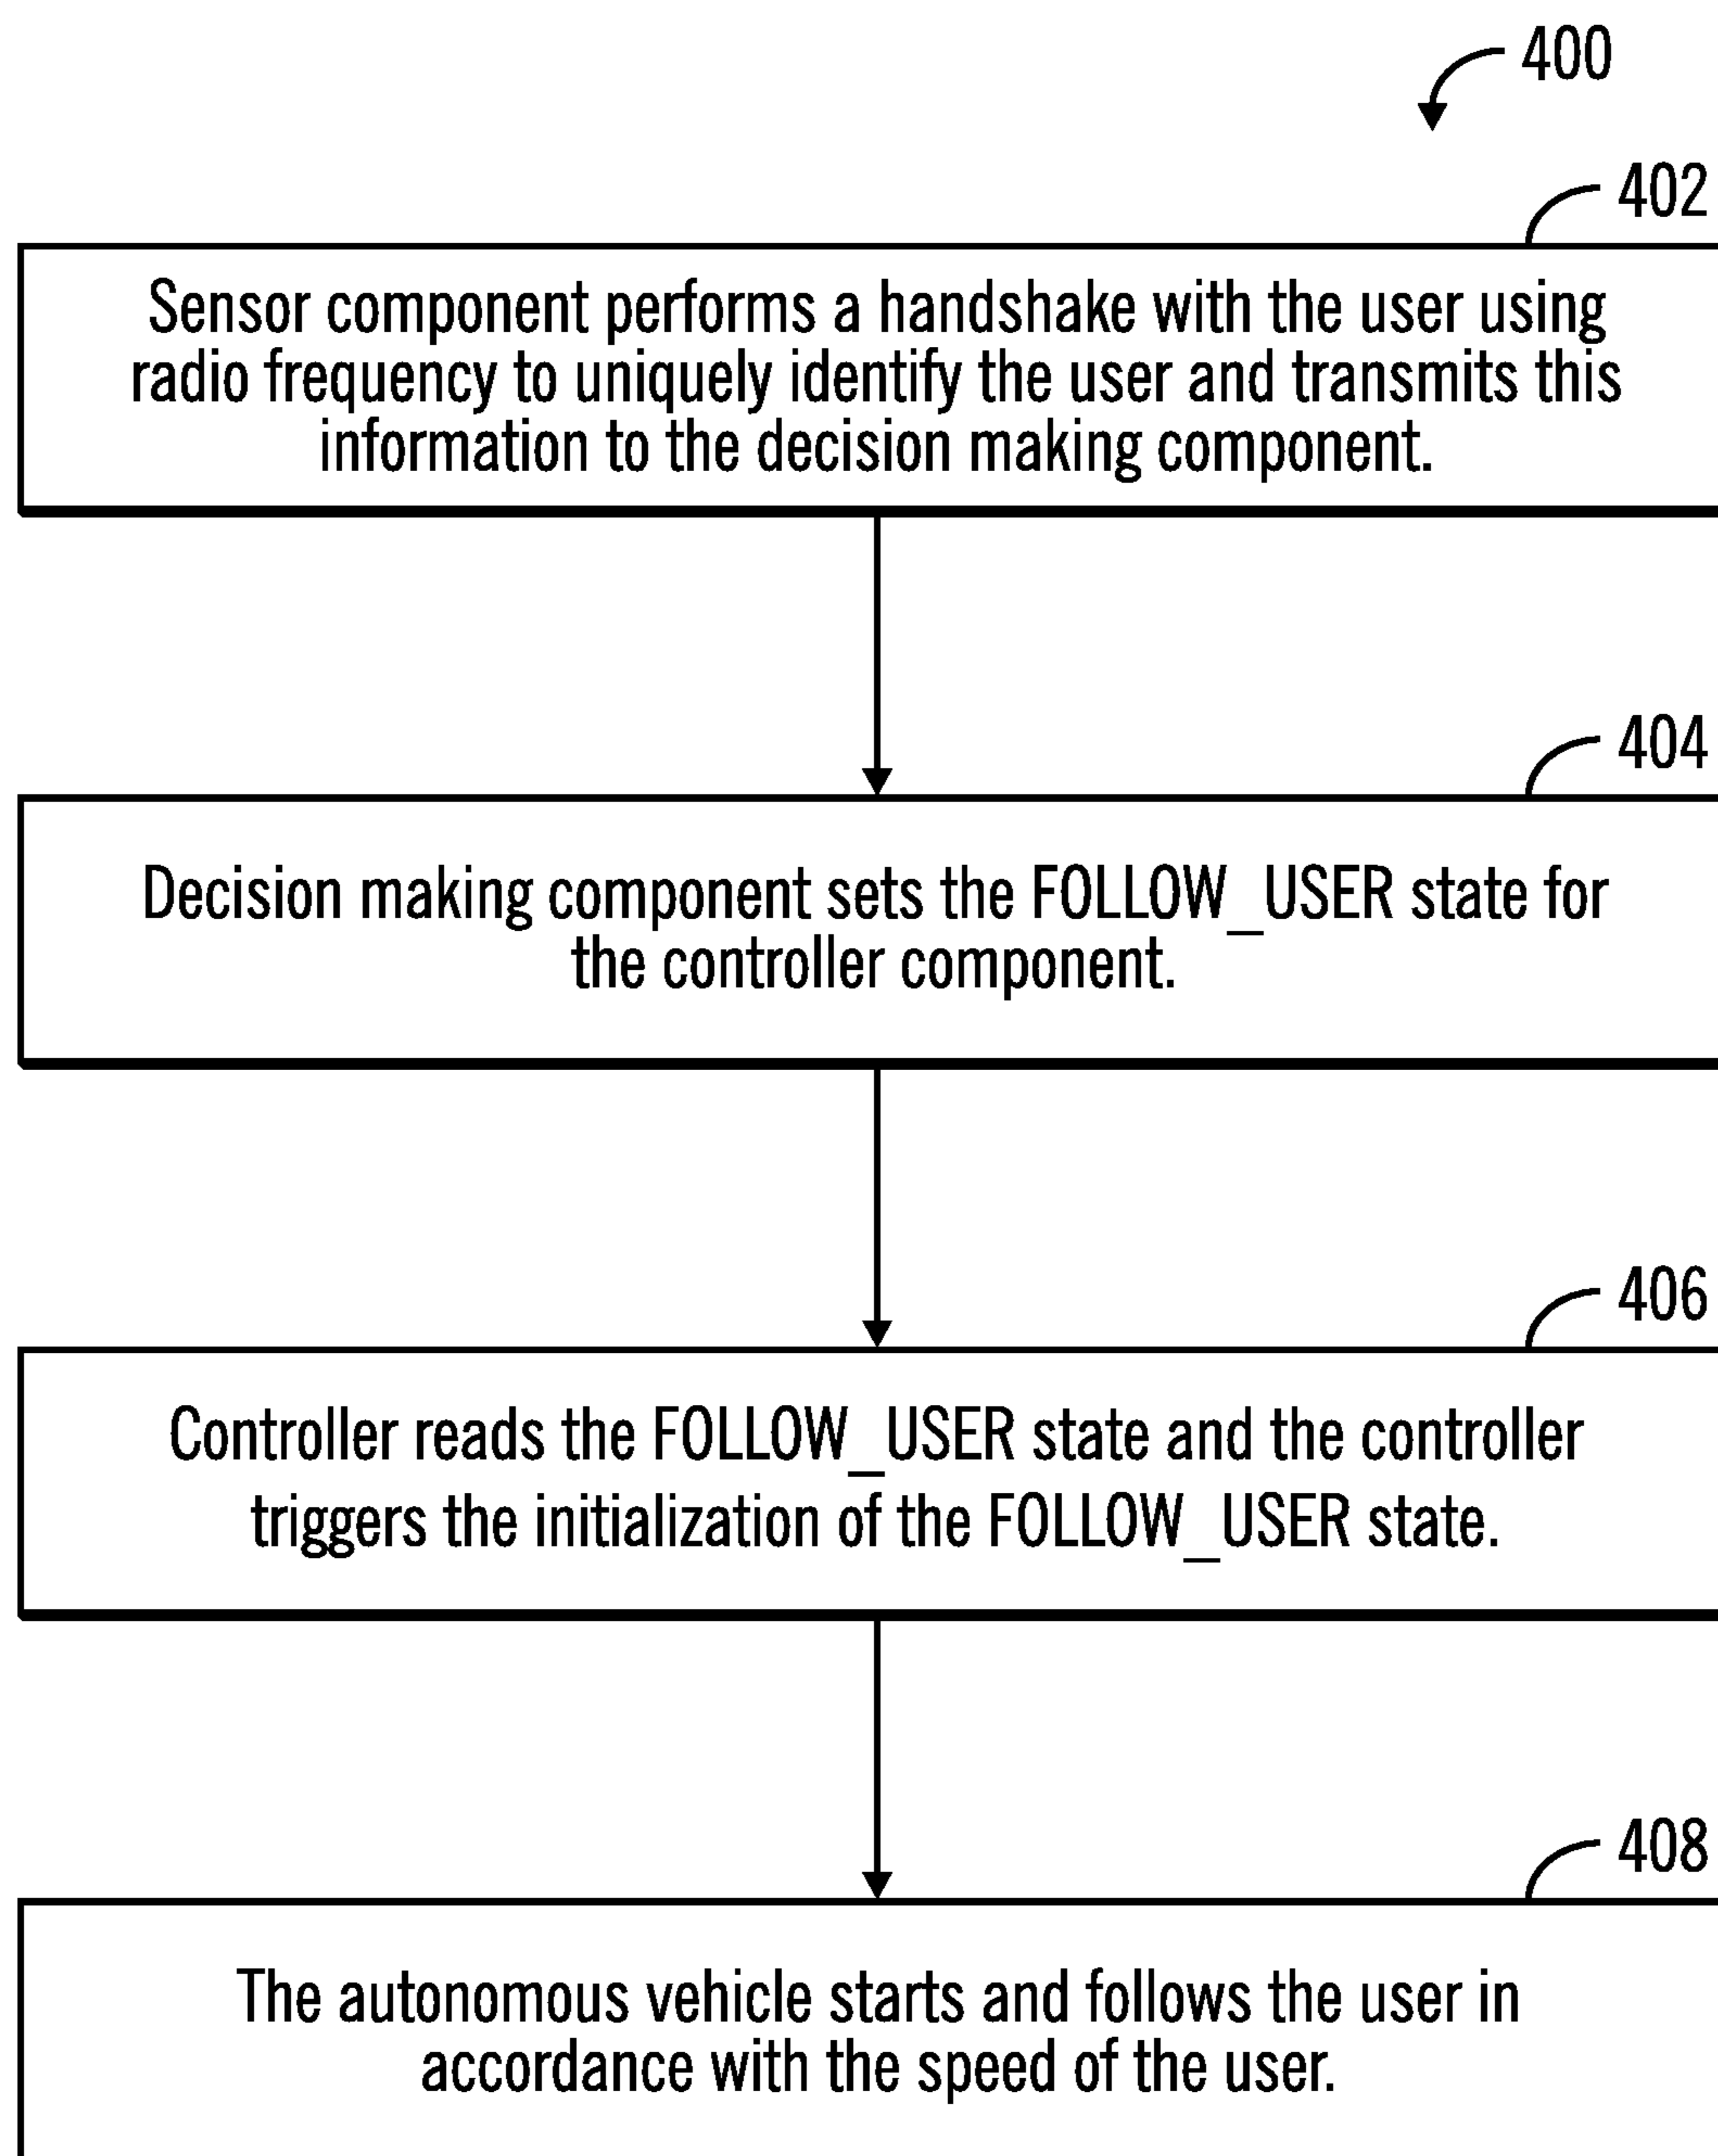 400
402
Sensor component performs a handshake with the user using
radio frequency to uniquely identify the user and transmits this
information to the decision making component.
404
Decision making component sets the FOLLOW_USER state for
the controller component.
406
Controller reads the FOLLOW_USER state and the controller
triggers the initialization of the FOLLOW_USER state.
408
The autonomous vehicle starts and follows the user in
accordance with the speed of the user.